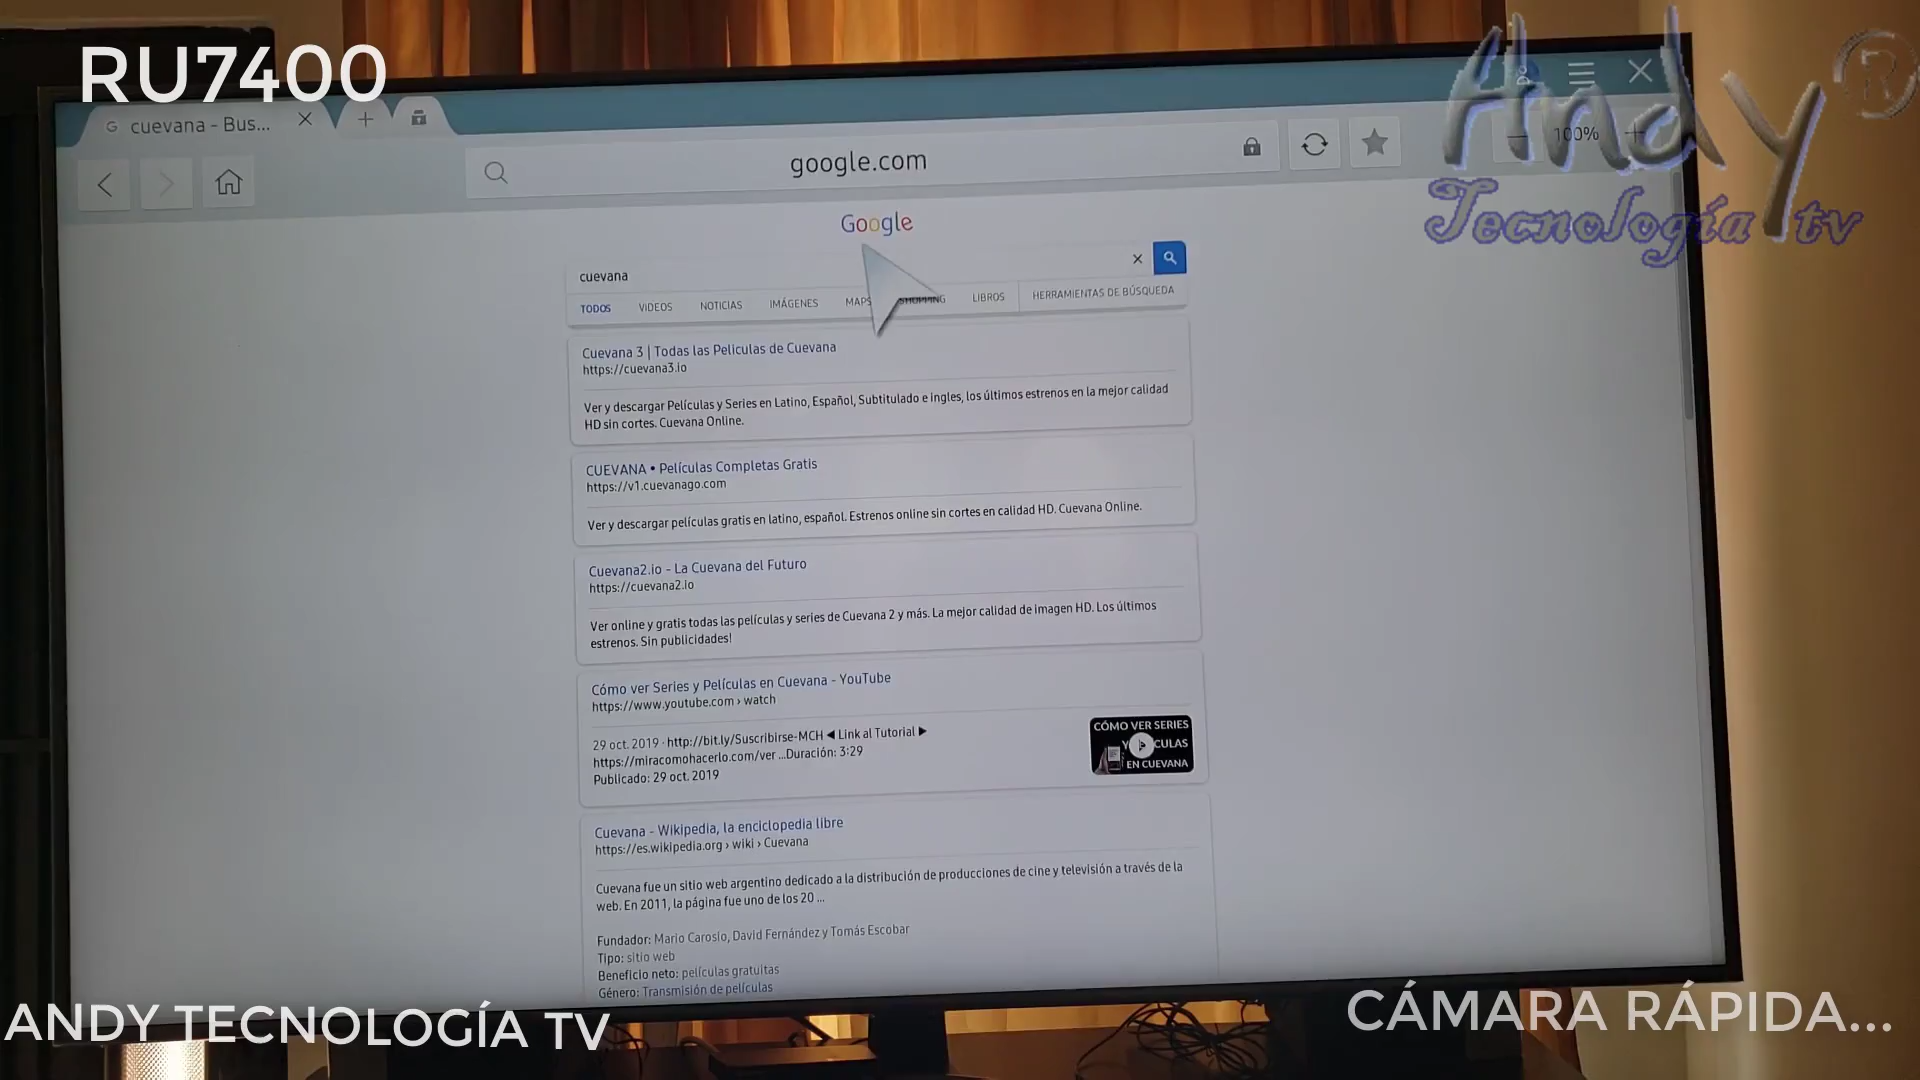 RU7400
Andy
Tecnología tv
®
G cuevana - Bus...
100%
google.com
Google
cuevana
TODOS VIDEOS NOTICIAS IMÁGENES MAPS SHOPPING LIBROS HERRAMIENTAS DE BÚSQUEDA
Cuevana 3 | Todas las Peliculas de Cuevana
https://cuevana3.io
Ver y descargar Películas y Series en Latino, Español, Subtitulado e ingles, los últimos estrenos en la mejor calidad
HD sin cortes. Cuevana Online.
CUEVANA • Películas Completas Gratis
https://v1.cuevanago.com
Ver y descargar películas gratis en latino, español. Estrenos online sin cortes en calidad HD. Cuevana Online.
Cuevana2.io - La Cuevana del Futuro
https://cuevana2.io
Ver online y gratis todas las películas y series de Cuevana 2 y más. La mejor calidad de imagen HD. Los últimos
estrenos. Sin publicidades!
Cómo ver Series y Películas en Cuevana - YouTube
https://www.youtube.com › watch
29 oct. 2019 · http://bit.ly/Suscribirse-MCH ◀ Link al Tutorial ▶
https://miracomohacerlo.com/ver ...Duración: 3:29
Publicado: 29 oct. 2019
CÓMO VER SERIES
Y CULAS
EN CUEVANA
Cuevana - Wikipedia, la enciclopedia libre
https://es.wikipedia.org › wiki › Cuevana
Cuevana fue un sitio web argentino dedicado a la distribución de producciones de cine y televisión a través de la
web. En 2011, la página fue uno de los 20 ...
Fundador: Mario Carosio, David Fernández y Tomás Escobar
Tipo: sitio web
Beneficio neto: películas gratuitas
Género: Transmisión de películas
ANDY TECNOLOGÍA TV
CÁMARA RÁPIDA...